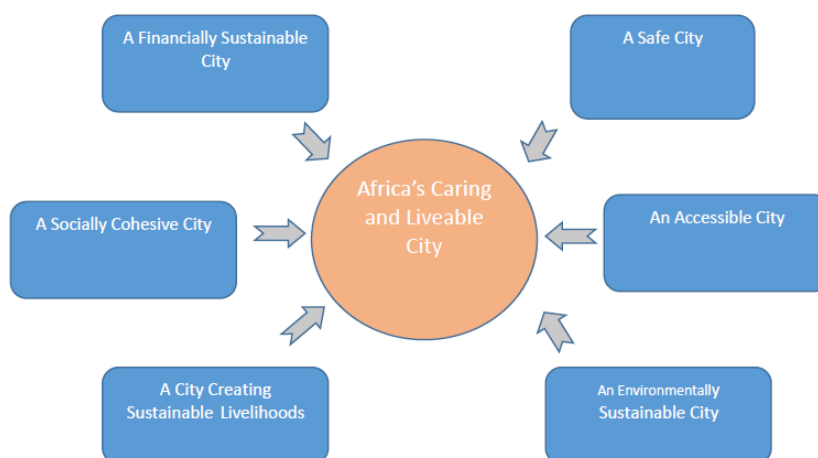 A Financially Sustainable
City
A Safe City
Africa’s Caring
and Liveable
City
A Socially Cohesive City
An Accessible City
A City Creating
Sustainable Livelihoods
An Environmentally
Sustainable City